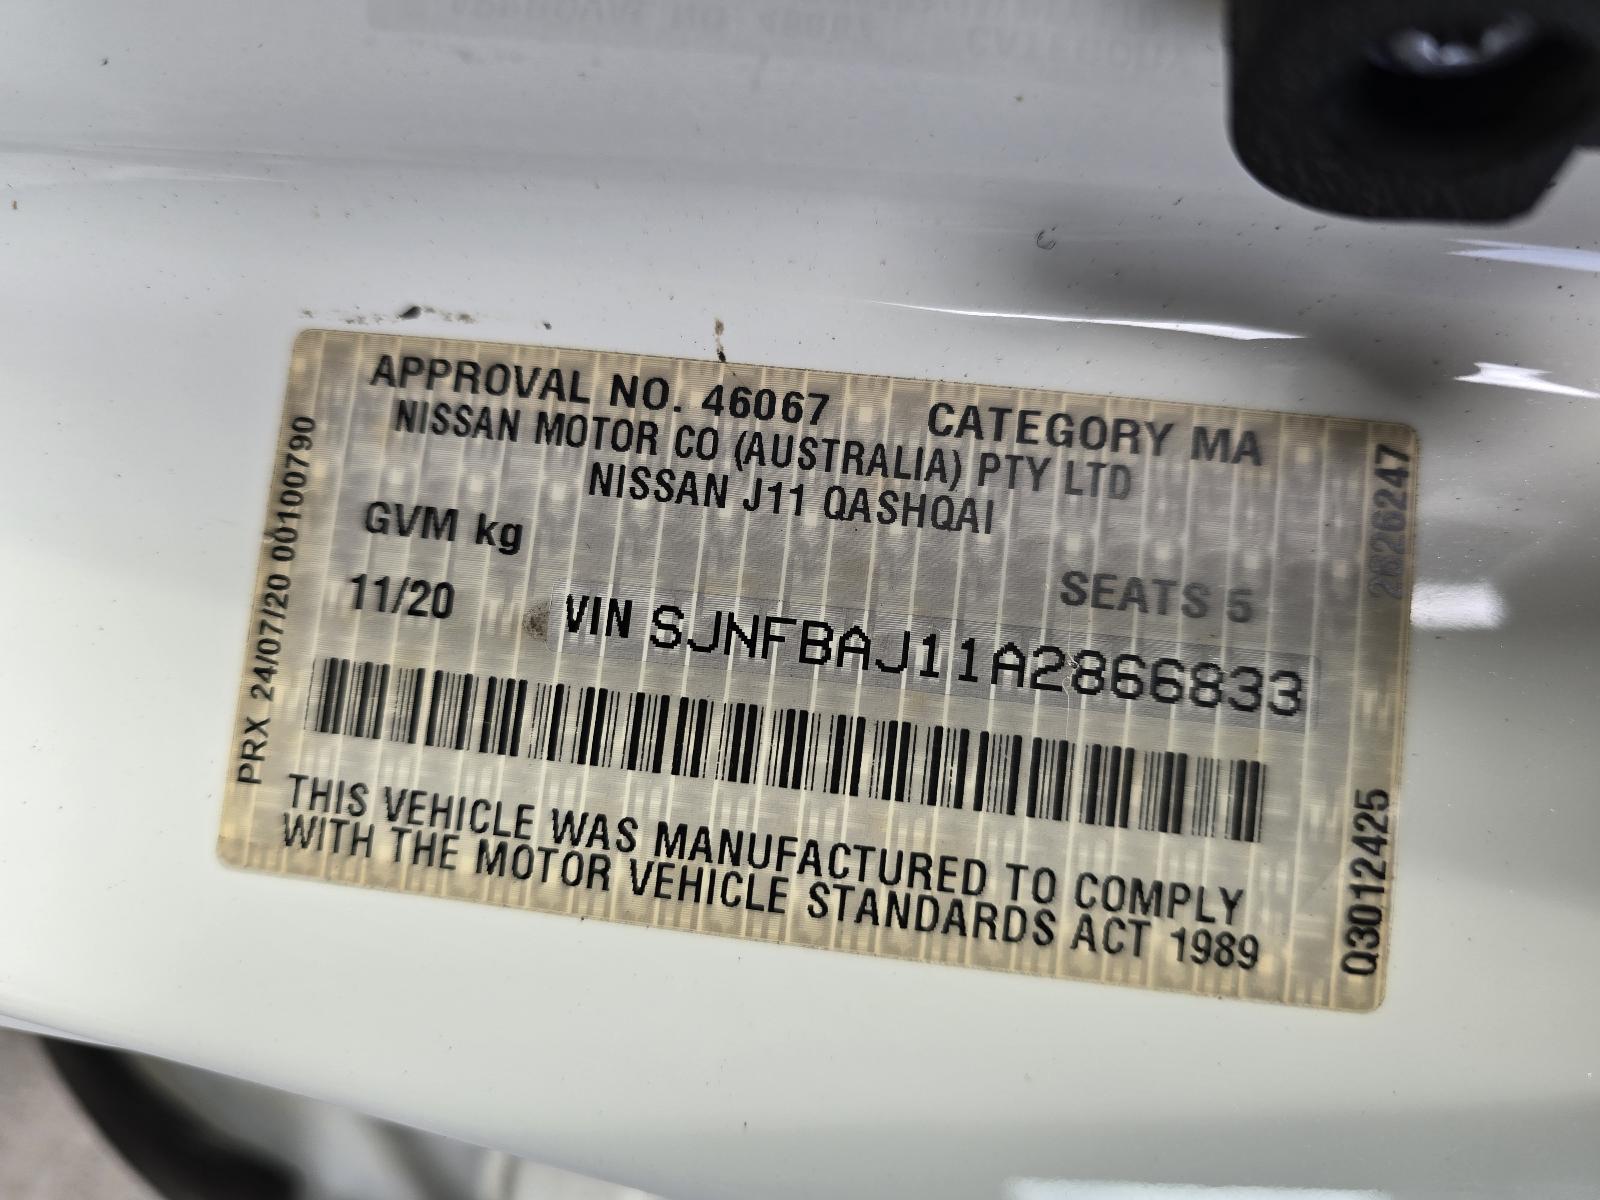 APPROVAL NO. 46067 CATEGORY MA
NISSAN MOTOR CO (AUSTRALIA) PTY LTD
NISSAN J11 QASHQAI
GVM kg
SEATS 5
11/20
VIN SJNFBAJ11A2866833
THIS VEHICLE WAS MANUFACTURED TO COMPLY
WITH THE MOTOR VEHICLE STANDARDS ACT 1989
PRX 24/07/20 00100790
2626247
Q3012425